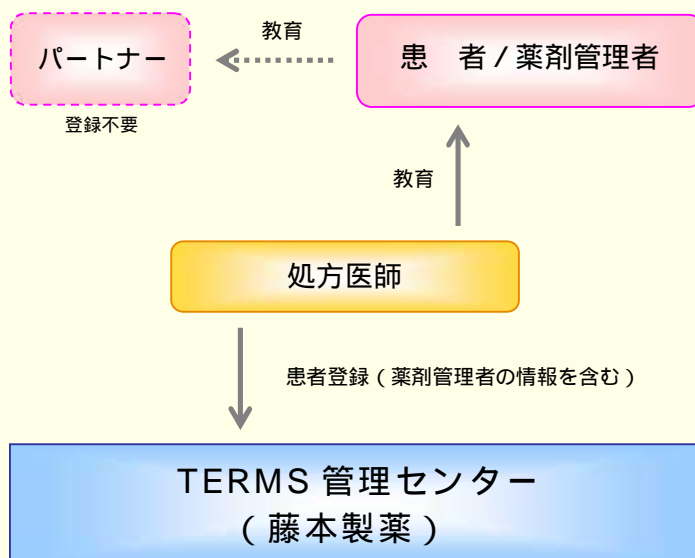 教育
パートナー
患　者 / 薬剤管理者
登録不要
教育
処方医師
患者登録（薬剤管理者の情報を含む）
TERMS 管理センター
（藤本製薬）